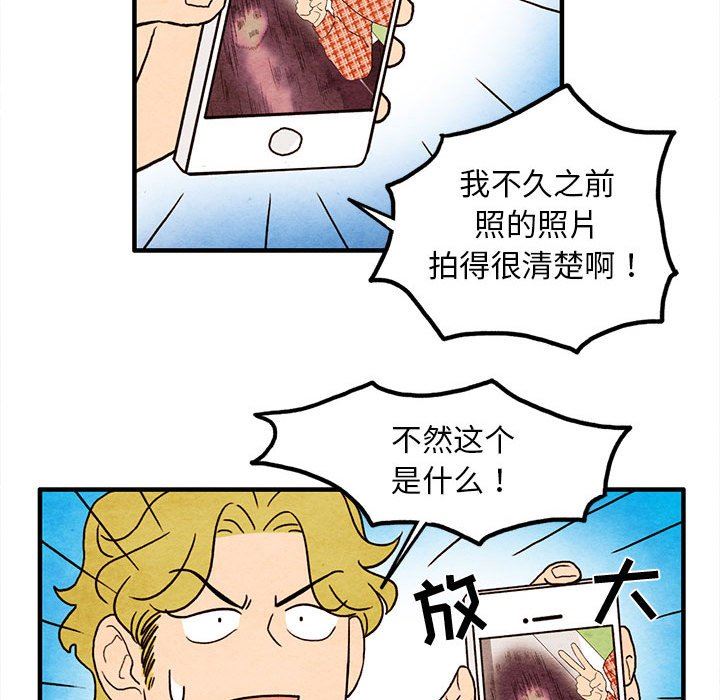 我不久之前
照的照片
拍得很清楚啊！
不然这个
是什么！
放大